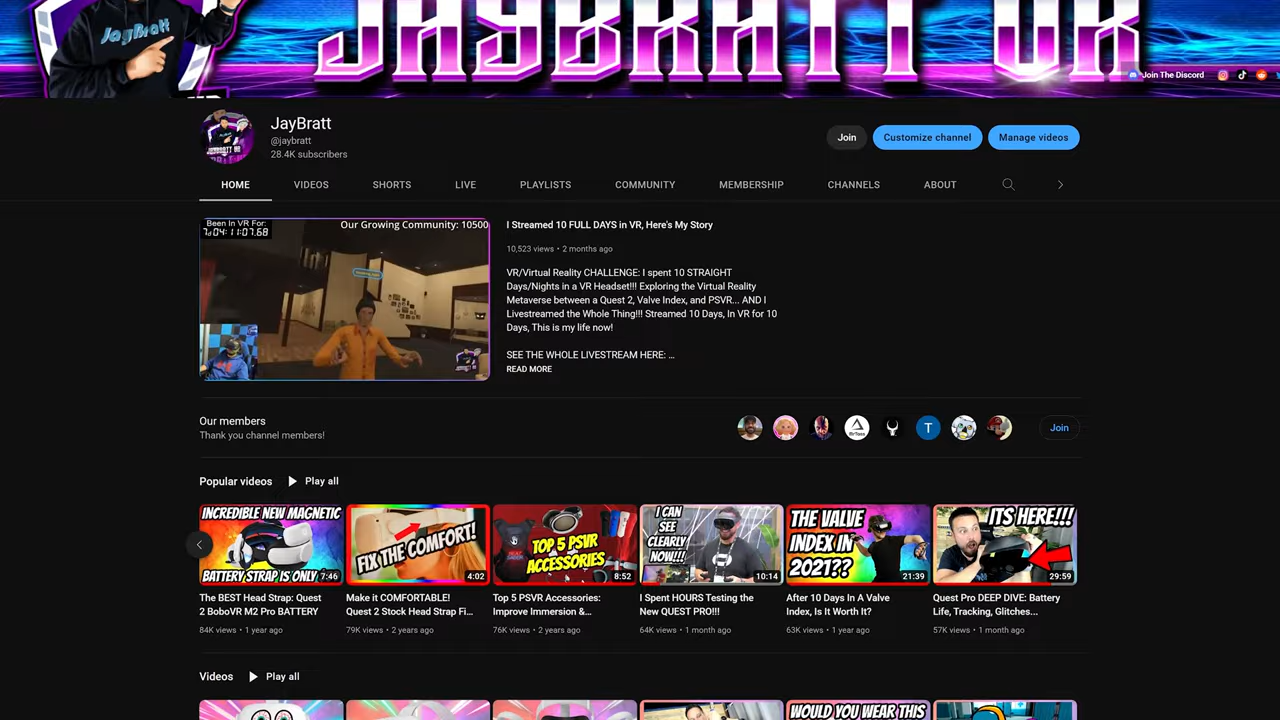 JayBratt
JAYBRATT VR
Join The Discord
JayBratt
@jaybratt
28.4K subscribers
Join
Customize channel
Manage videos
HOME
VIDEOS
SHORTS
LIVE
PLAYLISTS
COMMUNITY
MEMBERSHIP
CHANNELS
ABOUT
Been In VR For:
Our Growing Community: 10500
7d 04:11:07.68
I Streamed 10 FULL DAYS in VR, Here's My Story
10,523 views • 2 months ago
VR/Virtual Reality CHALLENGE: I spent 10 STRAIGHT
Days/Nights in a VR Headset!!! Exploring the Virtual Reality
Metaverse between a Quest 2, Valve Index, and PSVR... AND I
Livestreamed the Whole Thing!!! Streamed 10 Days, In VR for 10
Days, This is my life now!
SEE THE WHOLE LIVESTREAM HERE: ...
READ MORE
Our members
Thank you channel members!
MrToss
T
Join
Popular videos
Play all
INCREDIBLE NEW MAGNETIC
BATTERY STRAP IS ONLY
7:46
The BEST Head Strap: Quest
2 BoboVR M2 Pro BATTERY
84K views • 1 year ago
FIX THE COMFORT!
4:02
Make it COMFORTABLE!
Quest 2 Stock Head Strap Fi...
79K views • 2 years ago
TOP 5 PSVR
ACCESSORIES
8:52
Top 5 PSVR Accessories:
Improve Immersion &...
76K views • 2 years ago
I CAN
SEE
CLEARLY
NOW!!!
10:14
I Spent HOURS Testing the
New QUEST PRO!!!
64K views • 1 month ago
THE VALVE
INDEX IN
2021??
21:39
After 10 Days In A Valve
Index, Is It Worth It?
63K views • 1 year ago
ITS HERE!!!
29:59
Quest Pro DEEP DIVE: Battery
Life, Tracking, Glitches...
57K views • 1 month ago
Videos
Play all
WOULD YOU WEAR THIS